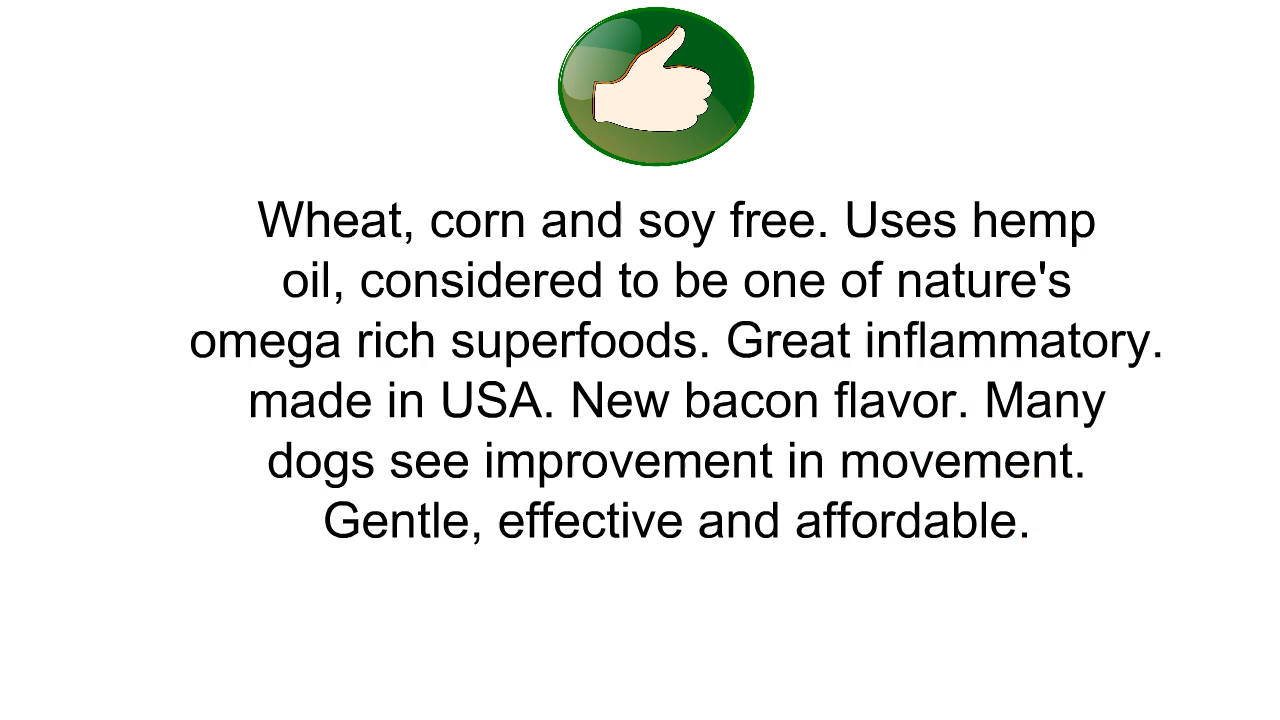 Wheat, corn and soy free. Uses hemp
oil, considered to be one of nature's
omega rich superfoods. Great inflammatory.
made in USA. New bacon flavor. Many
dogs see improvement in movement.
Gentle, effective and affordable.